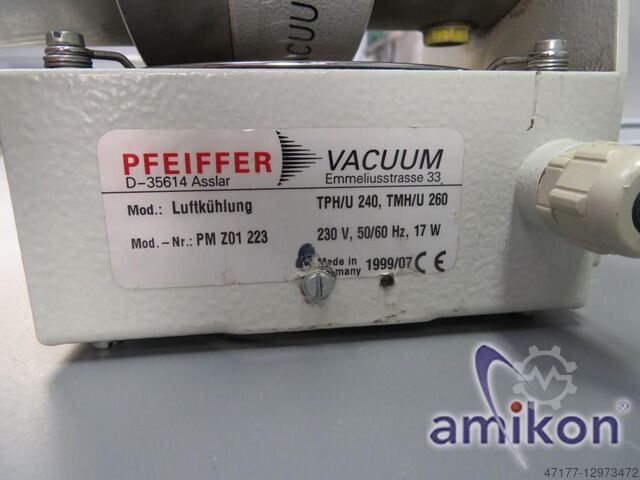 VACUUM
PFEIFFER VACUUM
D-35614 Asslar Emmeliusstrasse 33
Mod.: Luftkühlung TPH/U 240, TMH/U 260
Mod.-Nr.: PM Z01 223 230 V, 50/60 Hz, 17 W
Made in Germany 1999/07 CE
amikon
47177-12973472